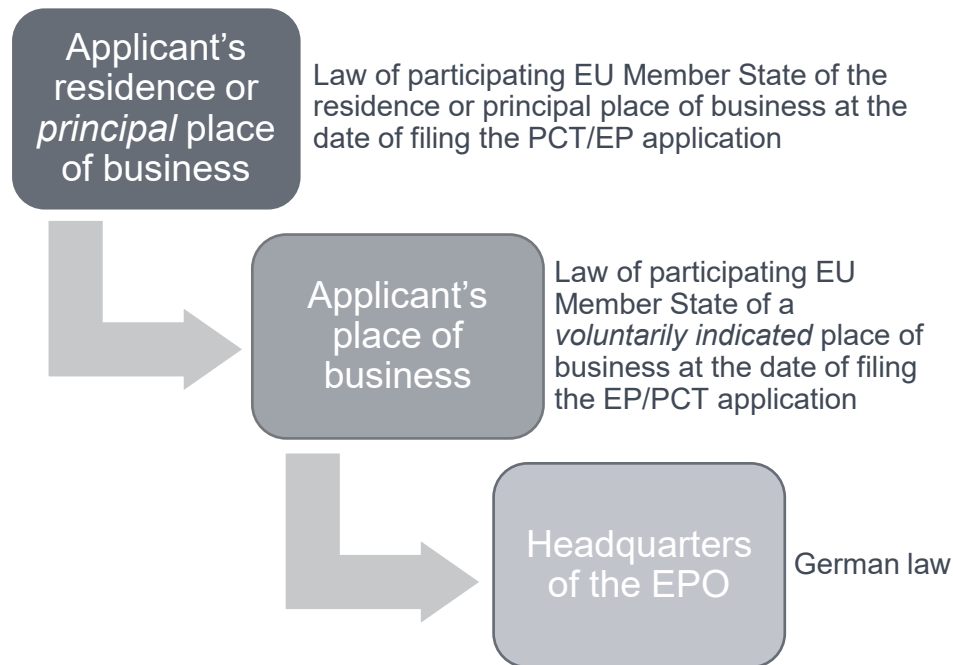 Applicant’s
residence or
principal place
of business
Law of participating EU Member State of the
residence or principal place of business at the
date of filing the PCT/EP application
Applicant’s
place of
business
Law of participating EU
Member State of a
voluntarily indicated place of
business at the date of filing
the EP/PCT application
Headquarters
of the EPO
German law